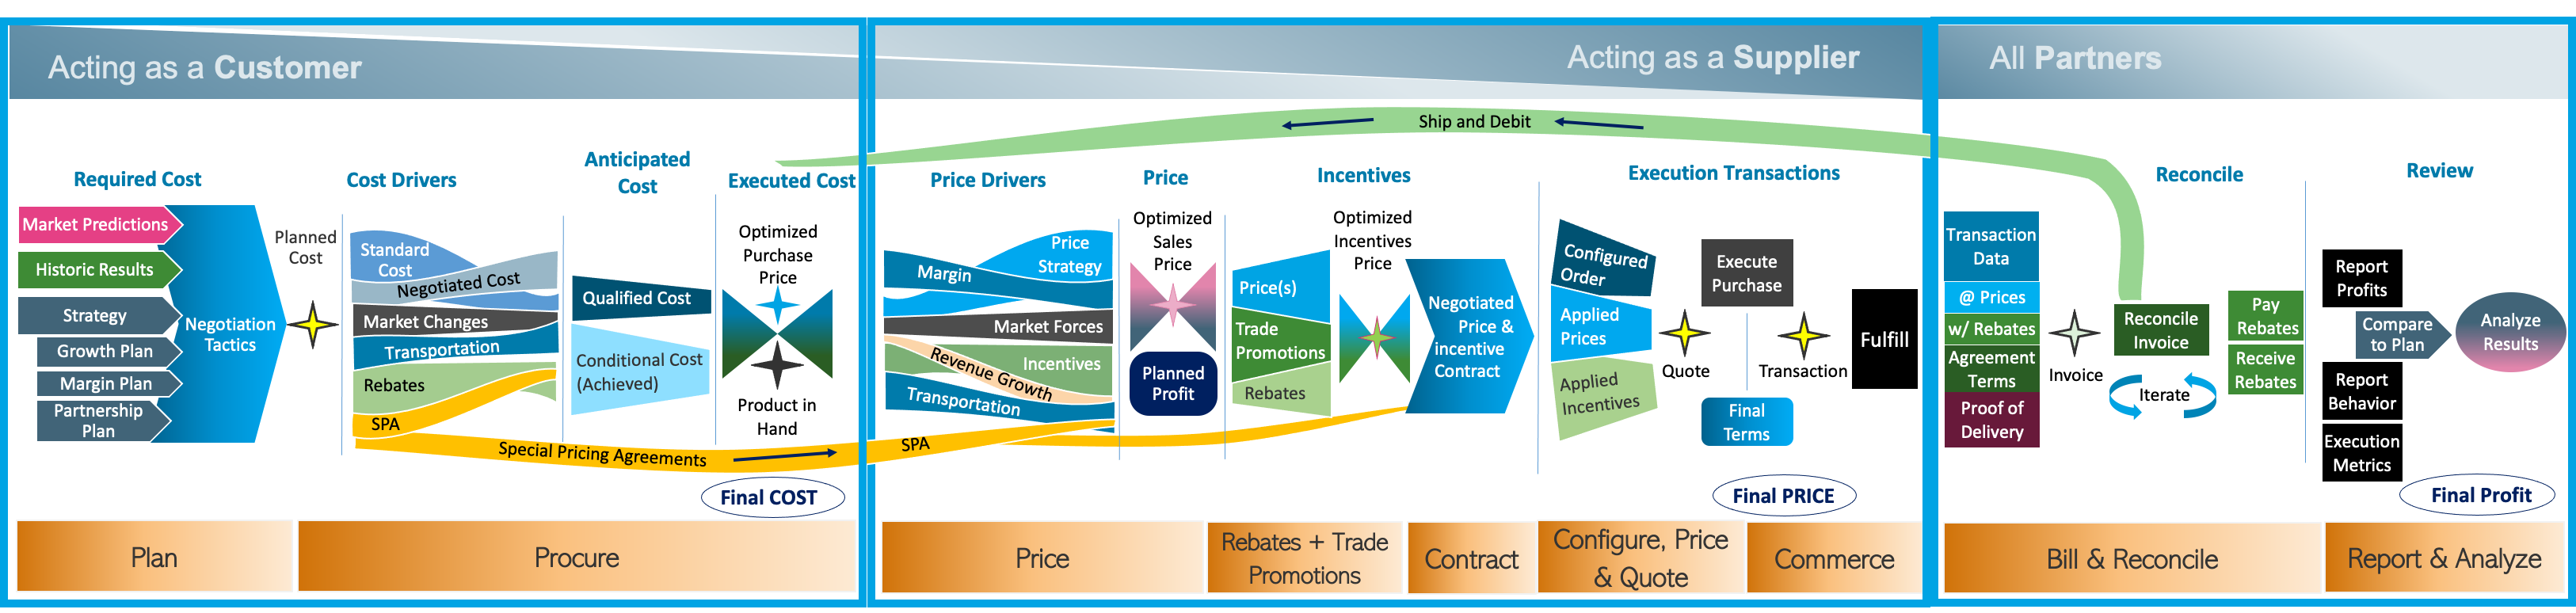 Acting as a Customer
Acting as a Supplier
All Partners
Ship and Debit
Required Cost
Market Predictions
Historic Results
Strategy
Growth Plan
Margin Plan
Partnership
Plan
Negotiation
Tactics
Planned
Cost
Cost Drivers
Standard
Cost
Negotiated Cost
Market Changes
Transportation
Rebates
SPA
Special Pricing Agreements
Anticipated
Cost
Qualified Cost
Conditional Cost
(Achieved)
Executed Cost
Optimized
Purchase
Price
Product in
Hand
Final COST
Price Drivers
Margin
Price
Strategy
Market Forces
Revenue Growth
Incentives
Transportation
SPA
Price
Optimized
Sales
Price
Planned
Profit
Incentives
Price(s)
Trade
Promotions
Rebates
Optimized
Incentives
Price
Negotiated
Price &
incentive
Contract
Execution Transactions
Configured
Order
Applied
Prices
Applied
Incentives
Quote
Execute
Purchase
Final
Terms
Transaction
Fulfill
Final PRICE
Transaction
Data
@ Prices
w/ Rebates
Agreement
Terms
Proof of
Delivery
Invoice
Reconcile
Reconcile
Invoice
Iterate
Pay
Rebates
Receive
Rebates
Review
Report
Profits
Compare
to Plan
Report
Behavior
Execution
Metrics
Analyze
Results
Final Profit
Plan
Procure
Price
Rebates + Trade
Promotions
Contract
Configure, Price
& Quote
Commerce
Bill & Reconcile
Report & Analyze